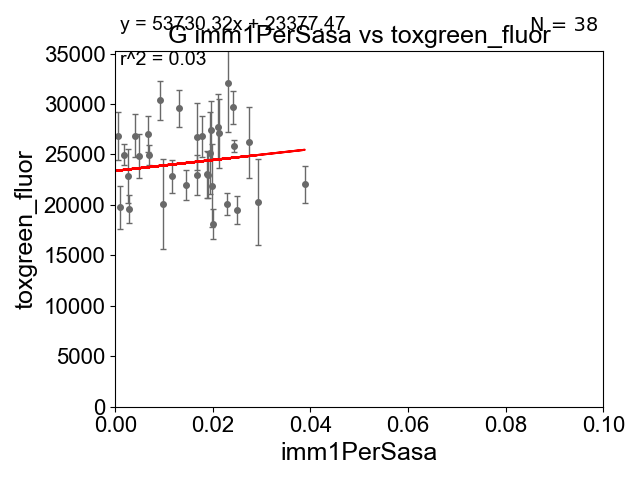 y = 53730.32x + 23377.47
N = 38
G imm1PerSasa vs toxgreen_fluor
r^2 = 0.03
35000
30000
25000
20000
15000
10000
5000
0
toxgreen_fluor
0.00 0.02 0.04 0.06 0.08 0.10
imm1PerSasa